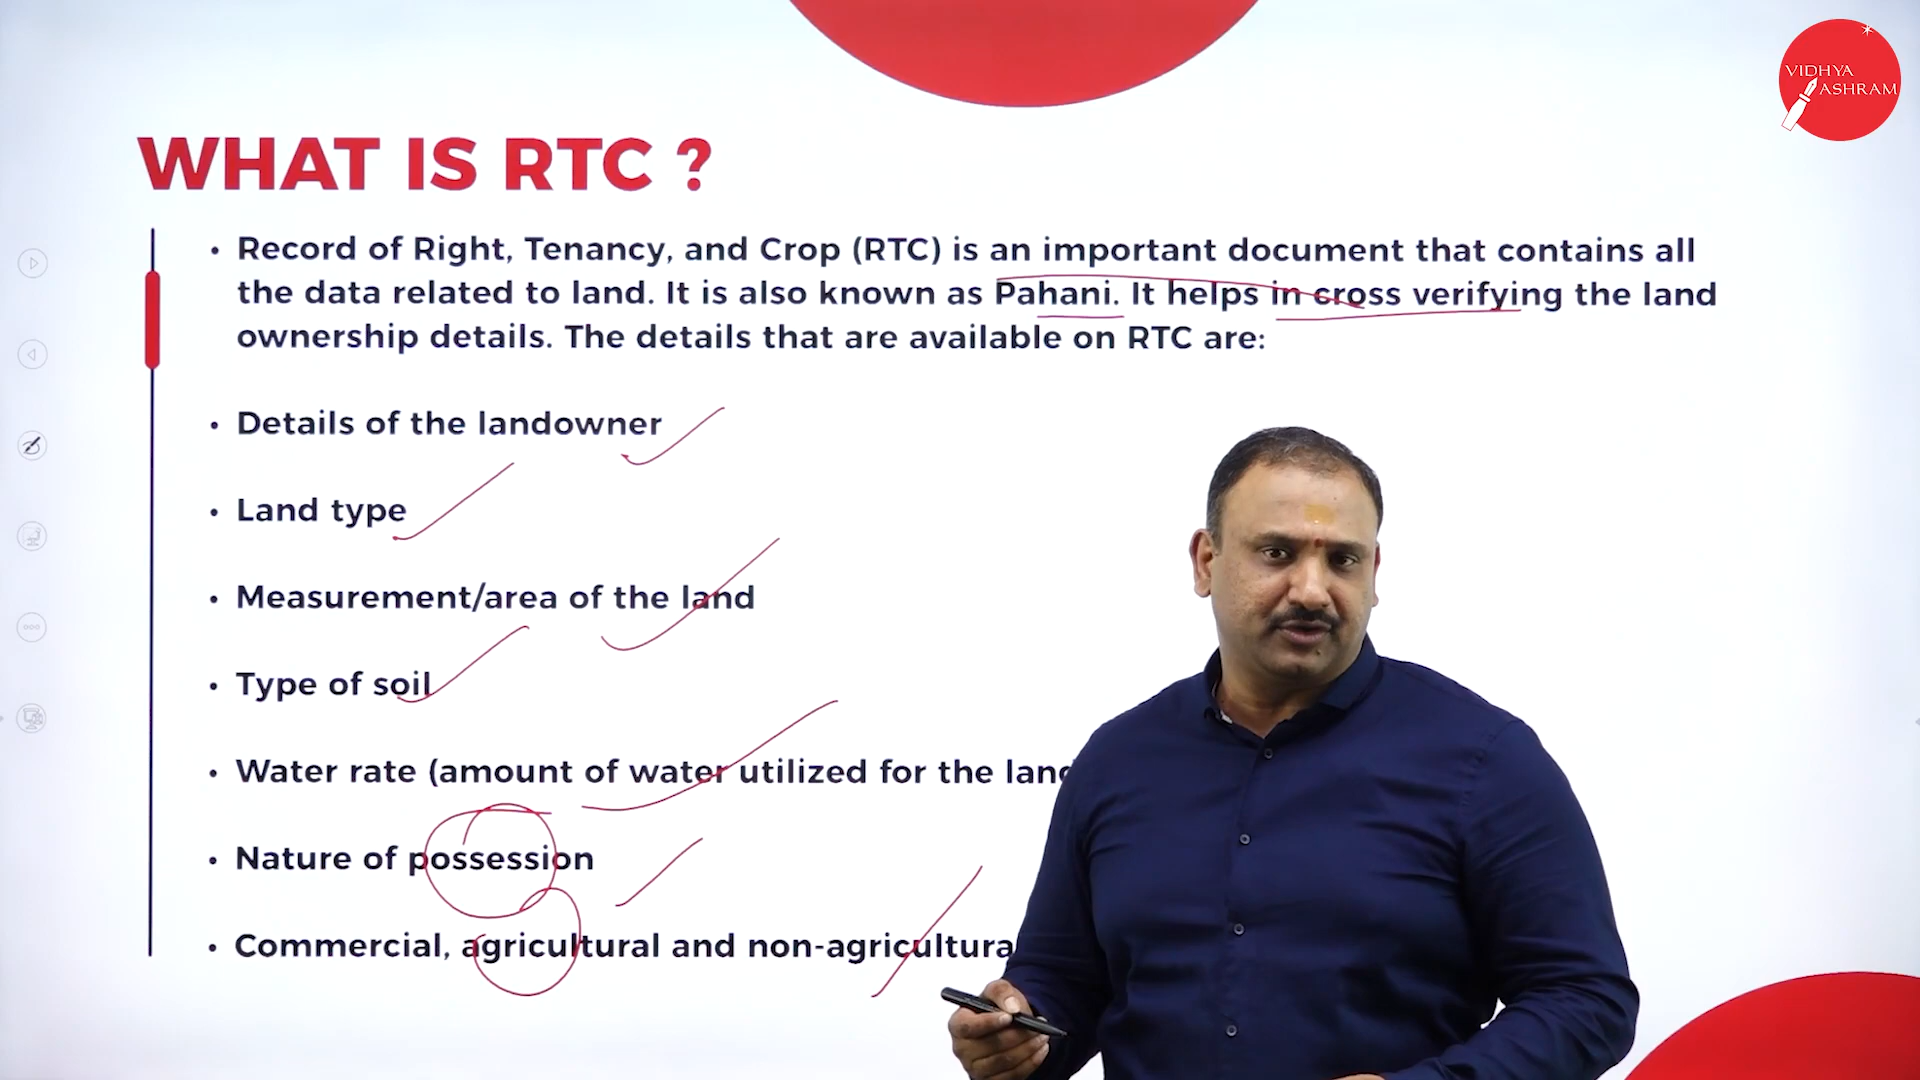 VIDHYA
ASHRAM
WHAT IS RTC ?
• Record of Right, Tenancy, and Crop (RTC) is an important document that contains all
the data related to land. It is also known as Pahani. It helps in cross verifying the land
ownership details. The details that are available on RTC are:
• Details of the landowner
• Land type
• Measurement/area of the land
• Type of soil
• Water rate (amount of water utilized for the land
• Nature of possession
• Commercial, agricultural and non-agricultura